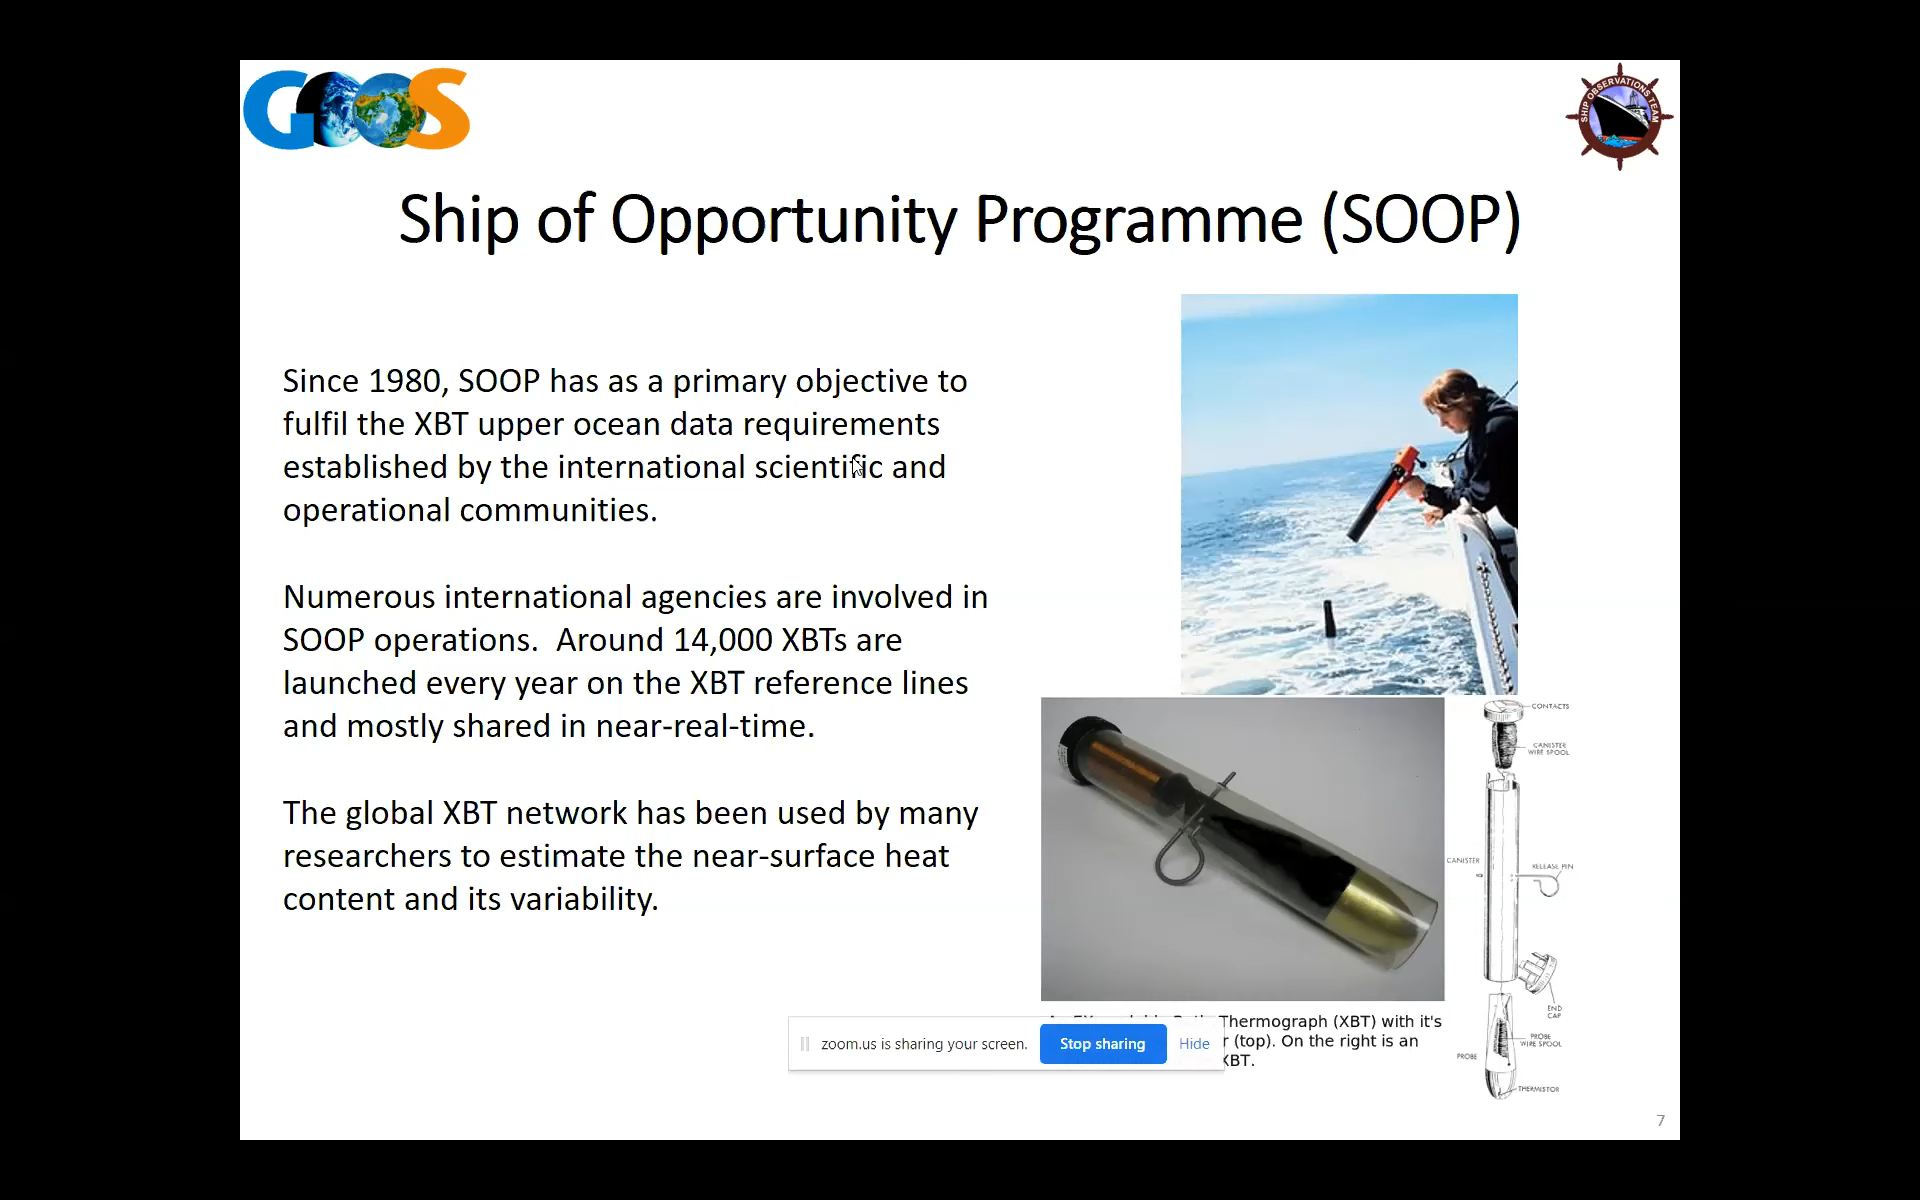 GOOS
SHIP OBSERVATIONS TEAM
Ship of Opportunity Programme (SOOP)
Since 1980, SOOP has as a primary objective to
fulfil the XBT upper ocean data requirements
established by the international scientific and
operational communities.
Numerous international agencies are involved in
SOOP operations.  Around 14,000 XBTs are
launched every year on the XBT reference lines
and mostly shared in near-real-time.
The global XBT network has been used by many
researchers to estimate the near-surface heat
content and its variability.
CONTACTS
CANISTER
WIRE SPOOL
CANISTER
RELEASE PIN
END
CAP
PROBE
WIRE SPOOL
PROBE
THERMISTOR
Thermograph (XBT) with it's
(top). On the right is an
XBT.
zoom.us is sharing your screen.
Stop sharing
Hide
7